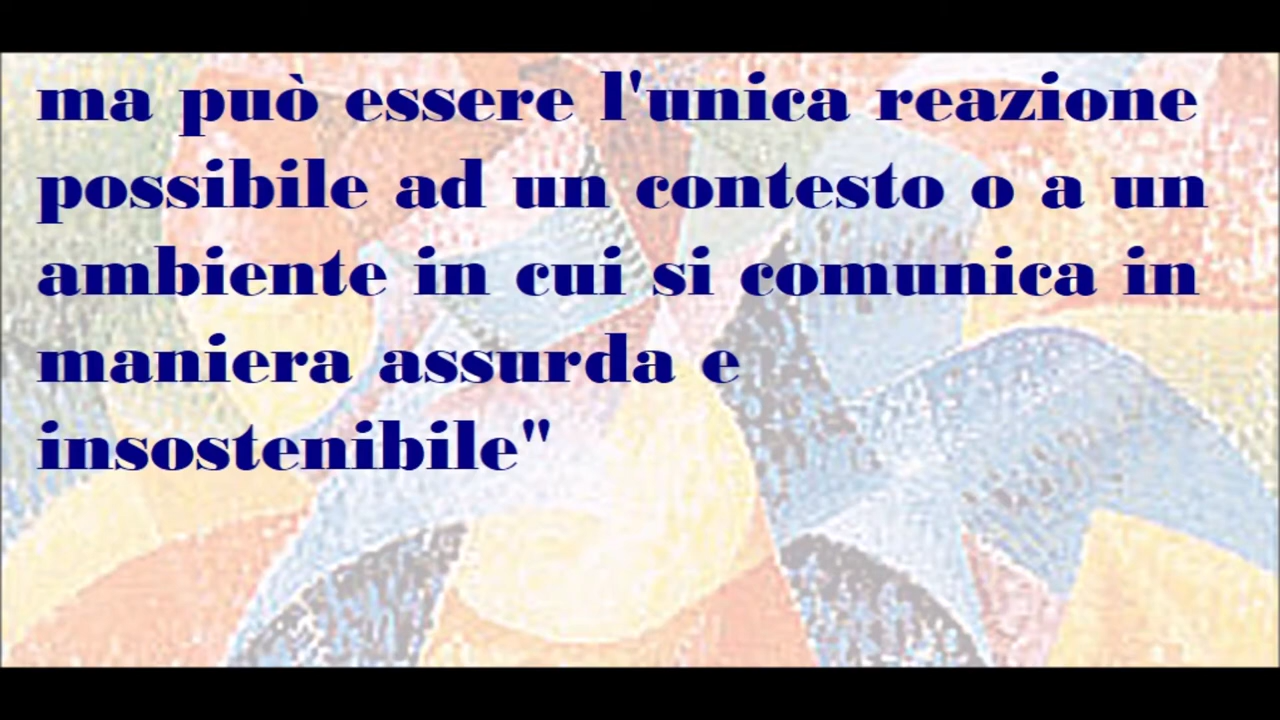 ma può essere l'unica reazione
possibile ad un contesto o a un
ambiente in cui si comunica in
maniera assurda e
insostenibile"